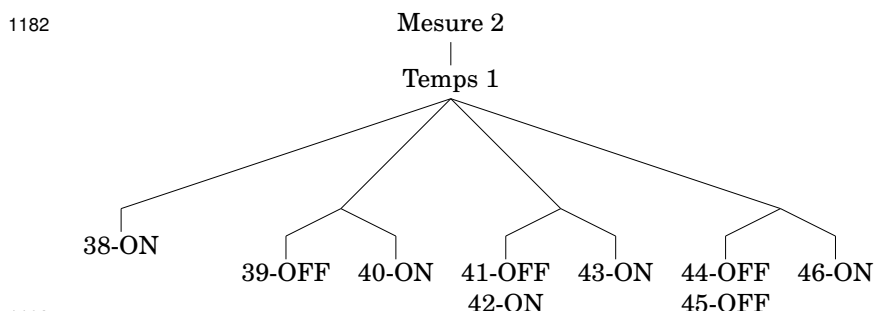 1182
Mesure 2
Temps 1
38-ON
39-OFF 40-ON 41-OFF 43-ON 44-OFF 46-ON
42-ON 45-OFF